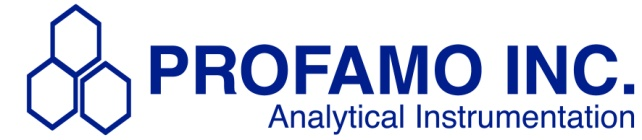 PROFAMO INC.
Analytical Instrumentation